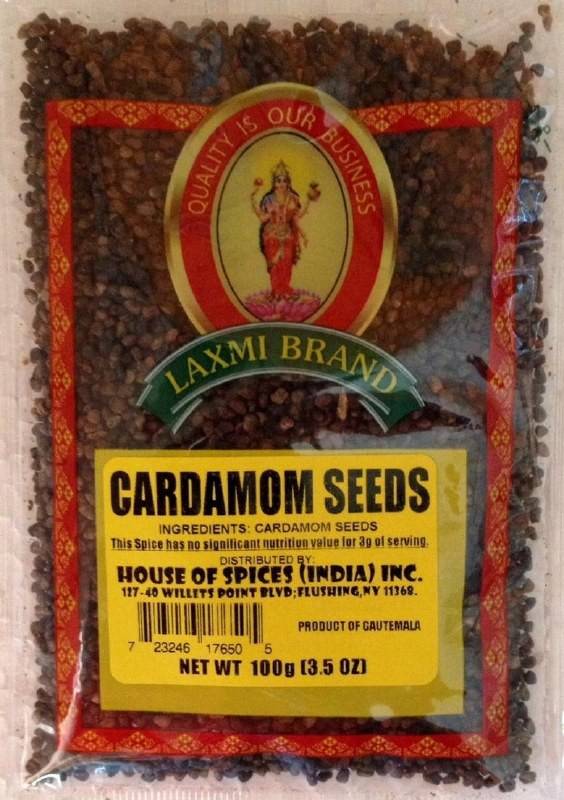 QUALITY IS OUR BUSINESS
LAXMI BRAND
CARDAMOM SEEDS
INGREDIENTS: CARDAMOM SEEDS
This Spice has no significant nutrition value for 3g of serving.
DISTRIBUTED BY:
HOUSE OF SPICES (INDIA) INC.
127-40 WILLETS POINT BLVD;FLUSHING,NY 11368.
PRODUCT OF GAUTEMALA
7 23246 17650 5
NET WT 100g (3.5 OZ)